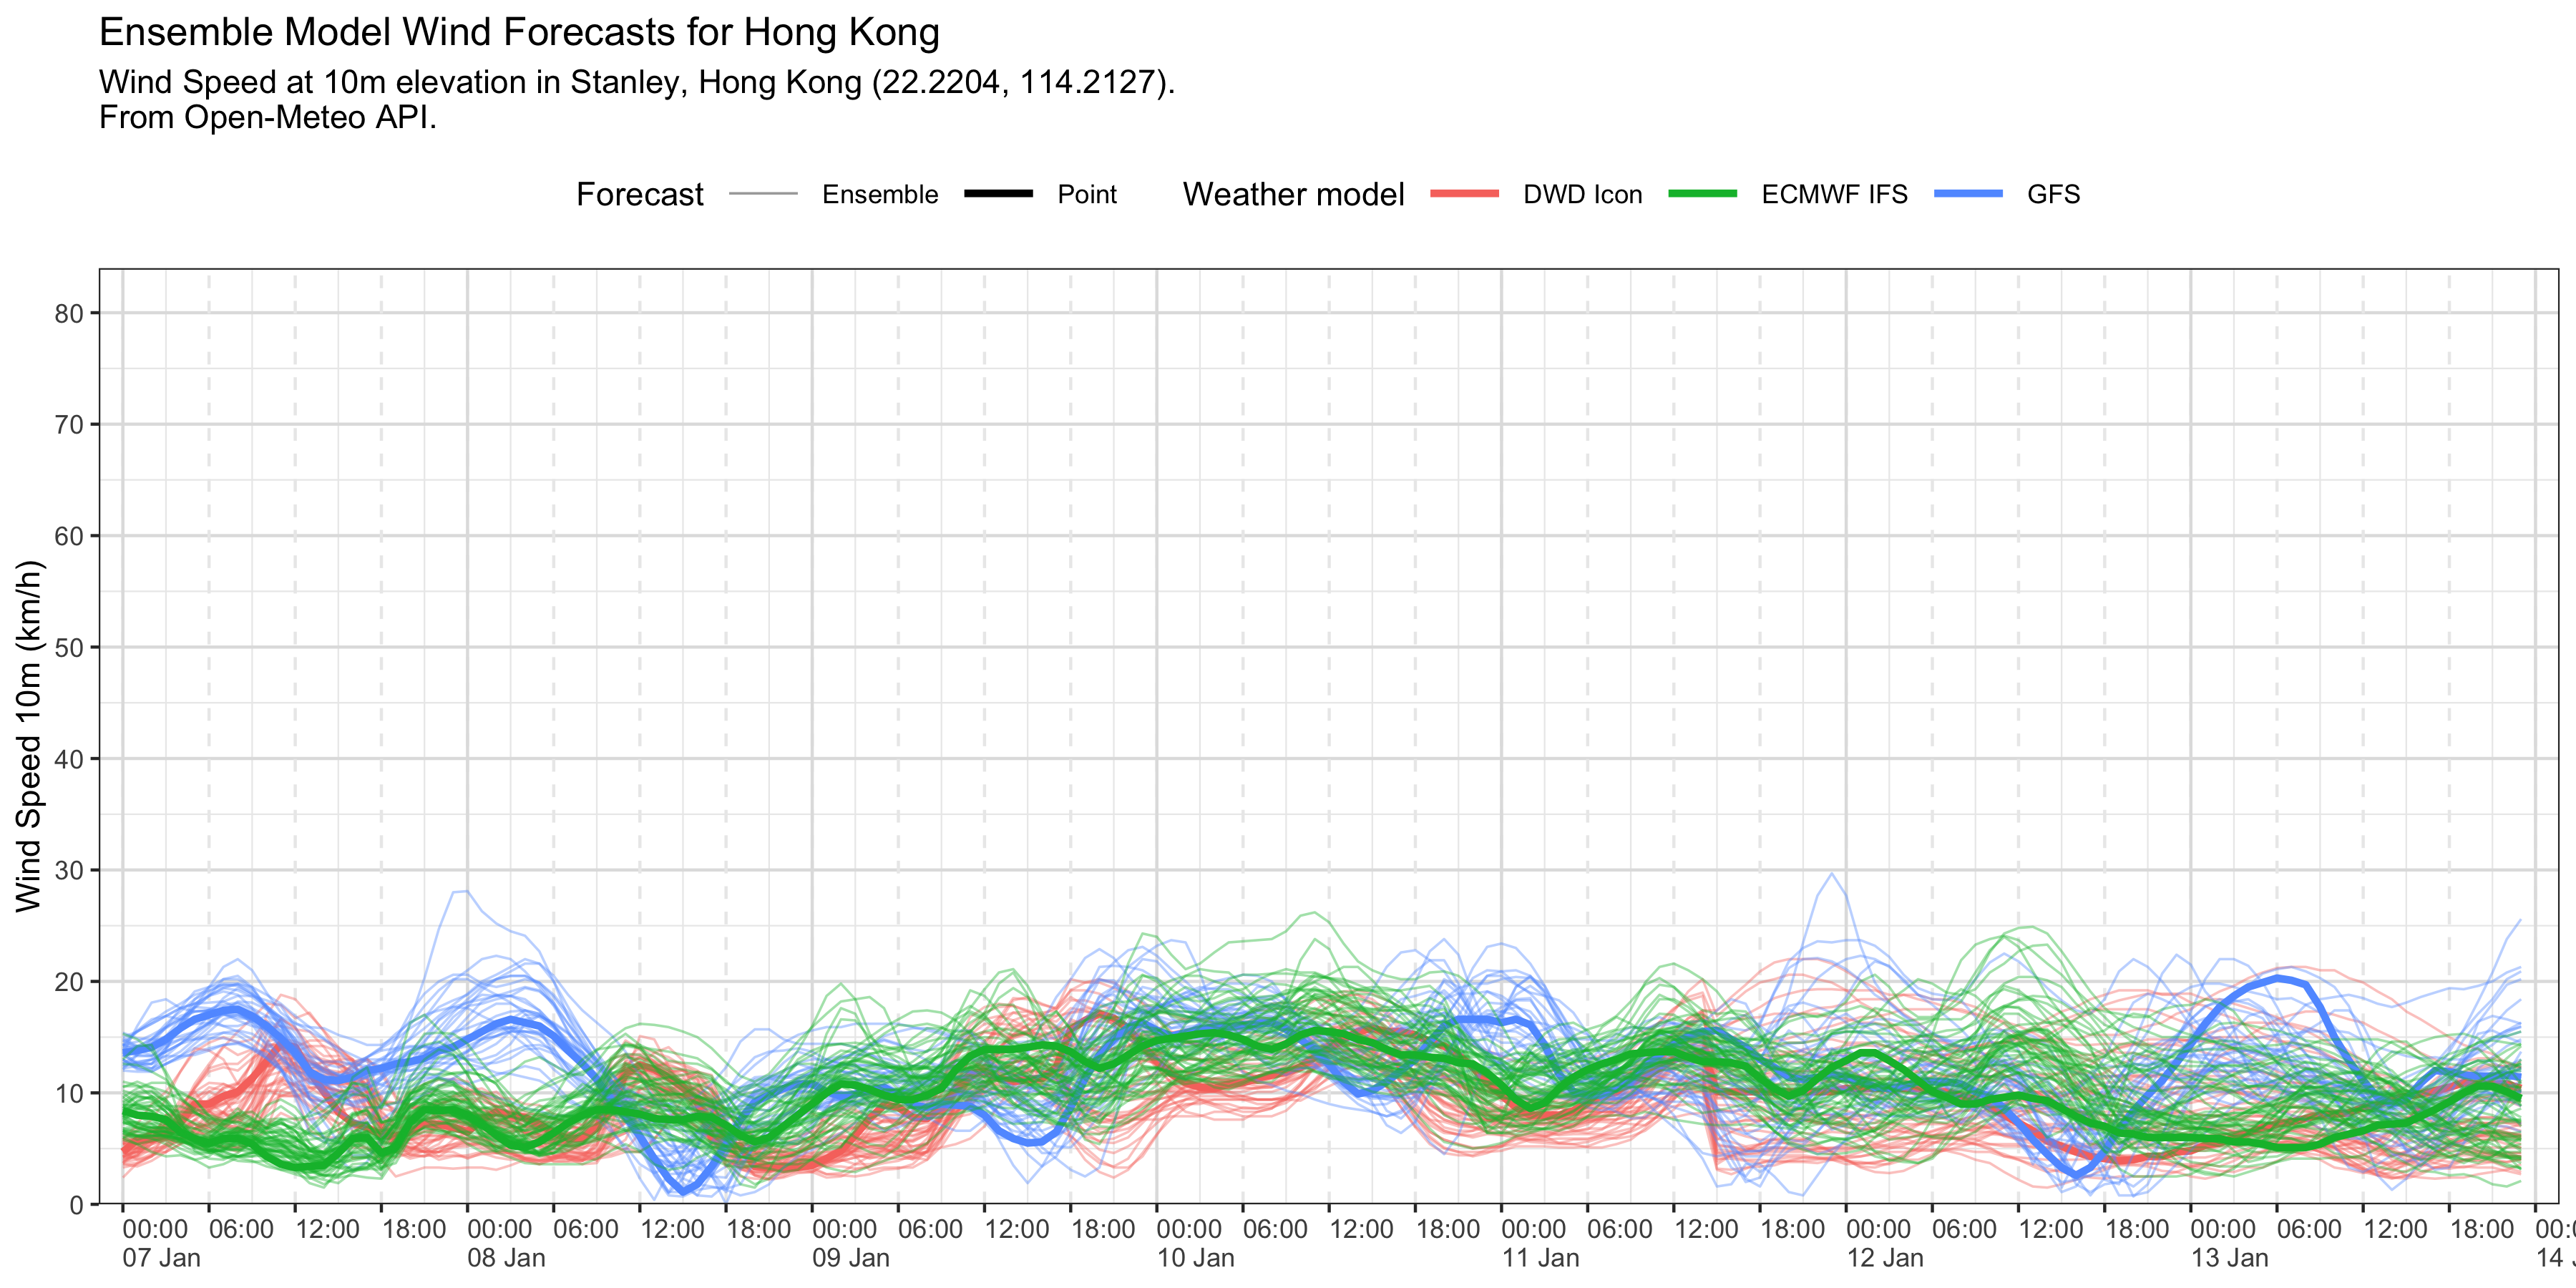 Ensemble Model Wind Forecasts for Hong Kong
Wind Speed at 10m elevation in Stanley, Hong Kong (22.2204, 114.2127).
From Open-Meteo API.
Forecast Ensemble Point Weather model DWD Icon ECMWF IFS GFS
Wind Speed 10m (km/h)
80
70
60
50
40
30
20
10
0
00:00 06:00 12:00 18:00 00:00 06:00 12:00 18:00 00:00 06:00 12:00 18:00 00:00 06:00 12:00 18:00 00:00 06:00 12:00 18:00 00:00 06:00 12:00 18:00 00:00 06:00 12:00 18:00
07 Jan 08 Jan 09 Jan 10 Jan 11 Jan 12 Jan 13 Jan 14